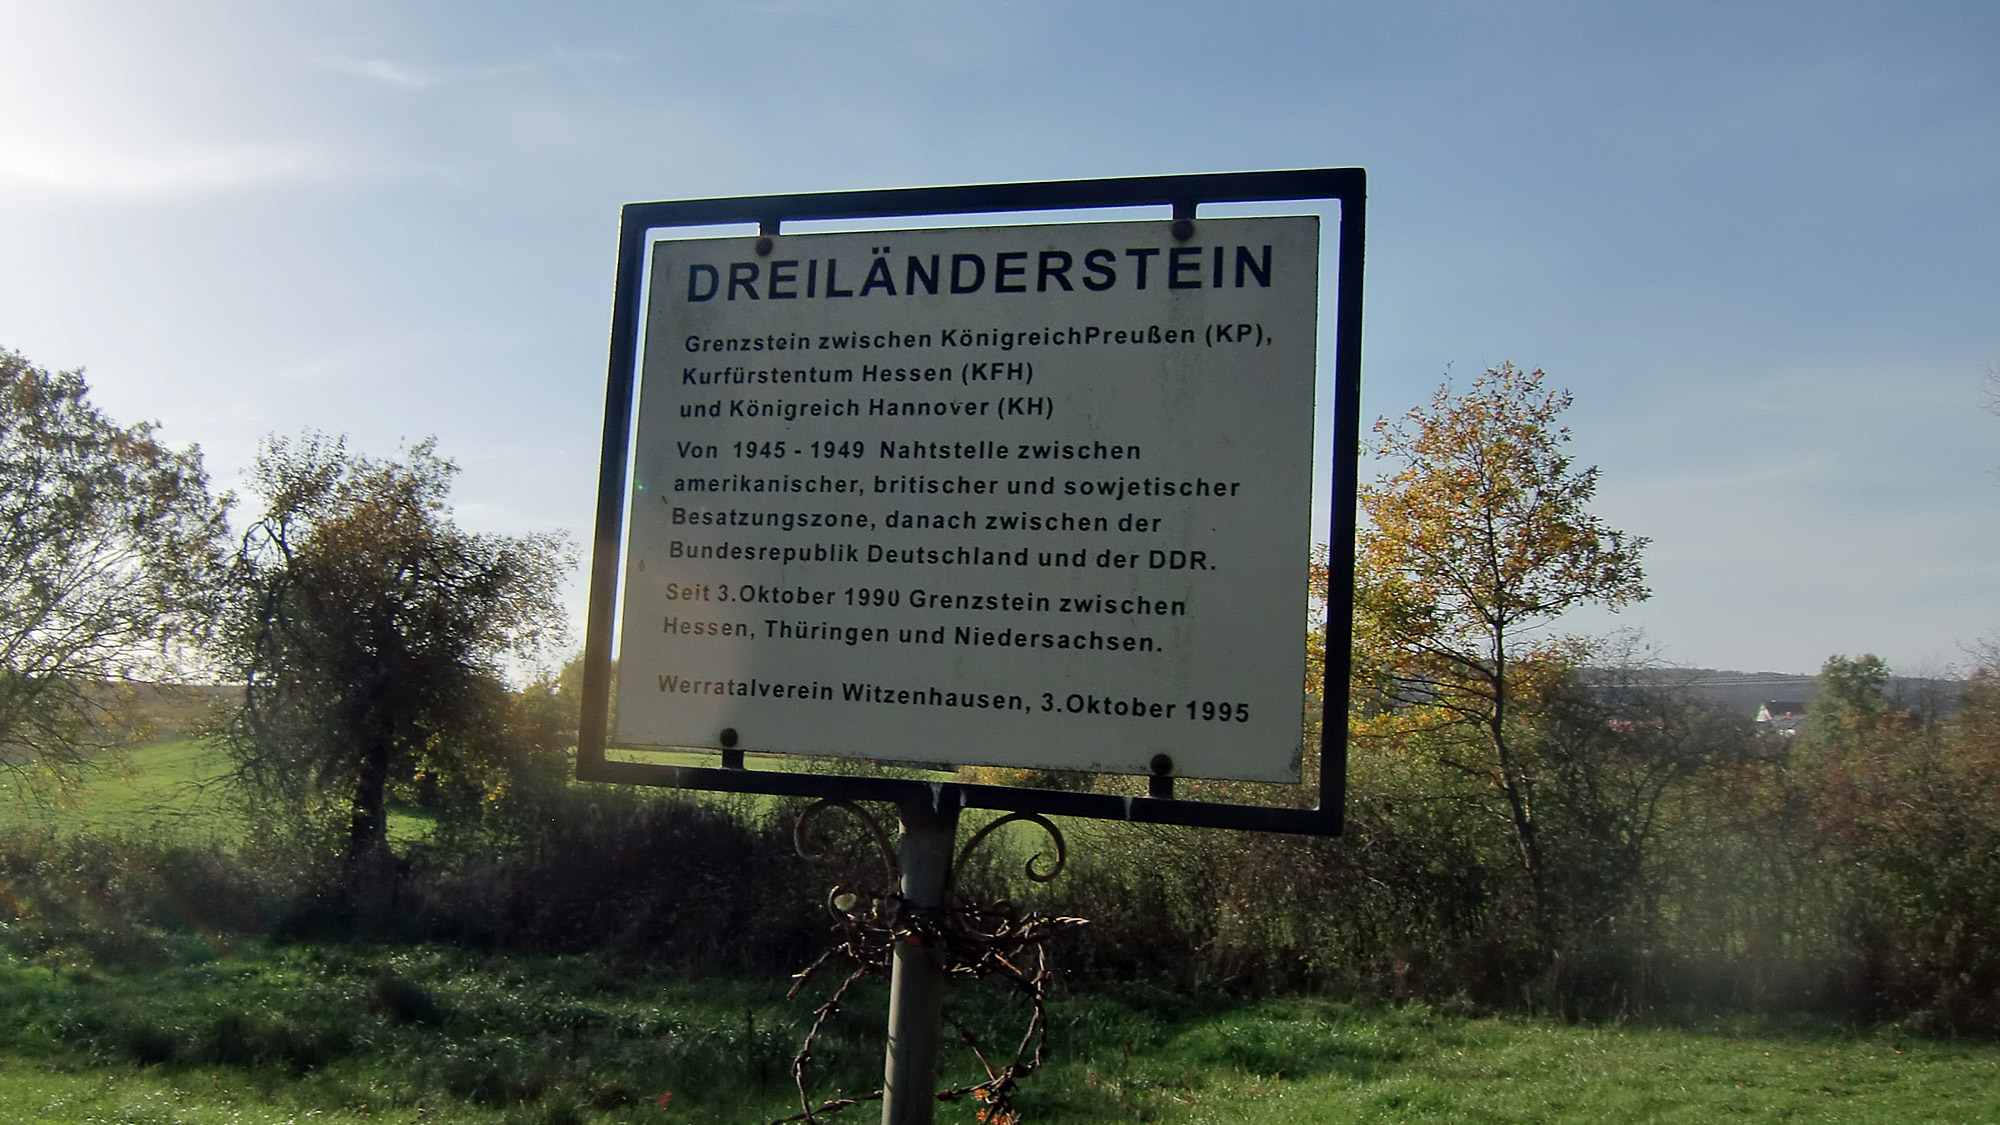 DREILÄNDERSTEIN
Grenzstein zwischen KönigreichPreußen (KP),
Kurfürstentum Hessen (KFH)
und Königreich Hannover (KH)
Von 1945 - 1949 Nahtstelle zwischen
amerikanischer, britischer und sowjetischer
Besatzungszone, danach zwischen der
Bundesrepublik Deutschland und der DDR.
Seit 3.Oktober 1990 Grenzstein zwischen
Hessen, Thüringen und Niedersachsen.
Werratalverein Witzenhausen, 3.Oktober 1995